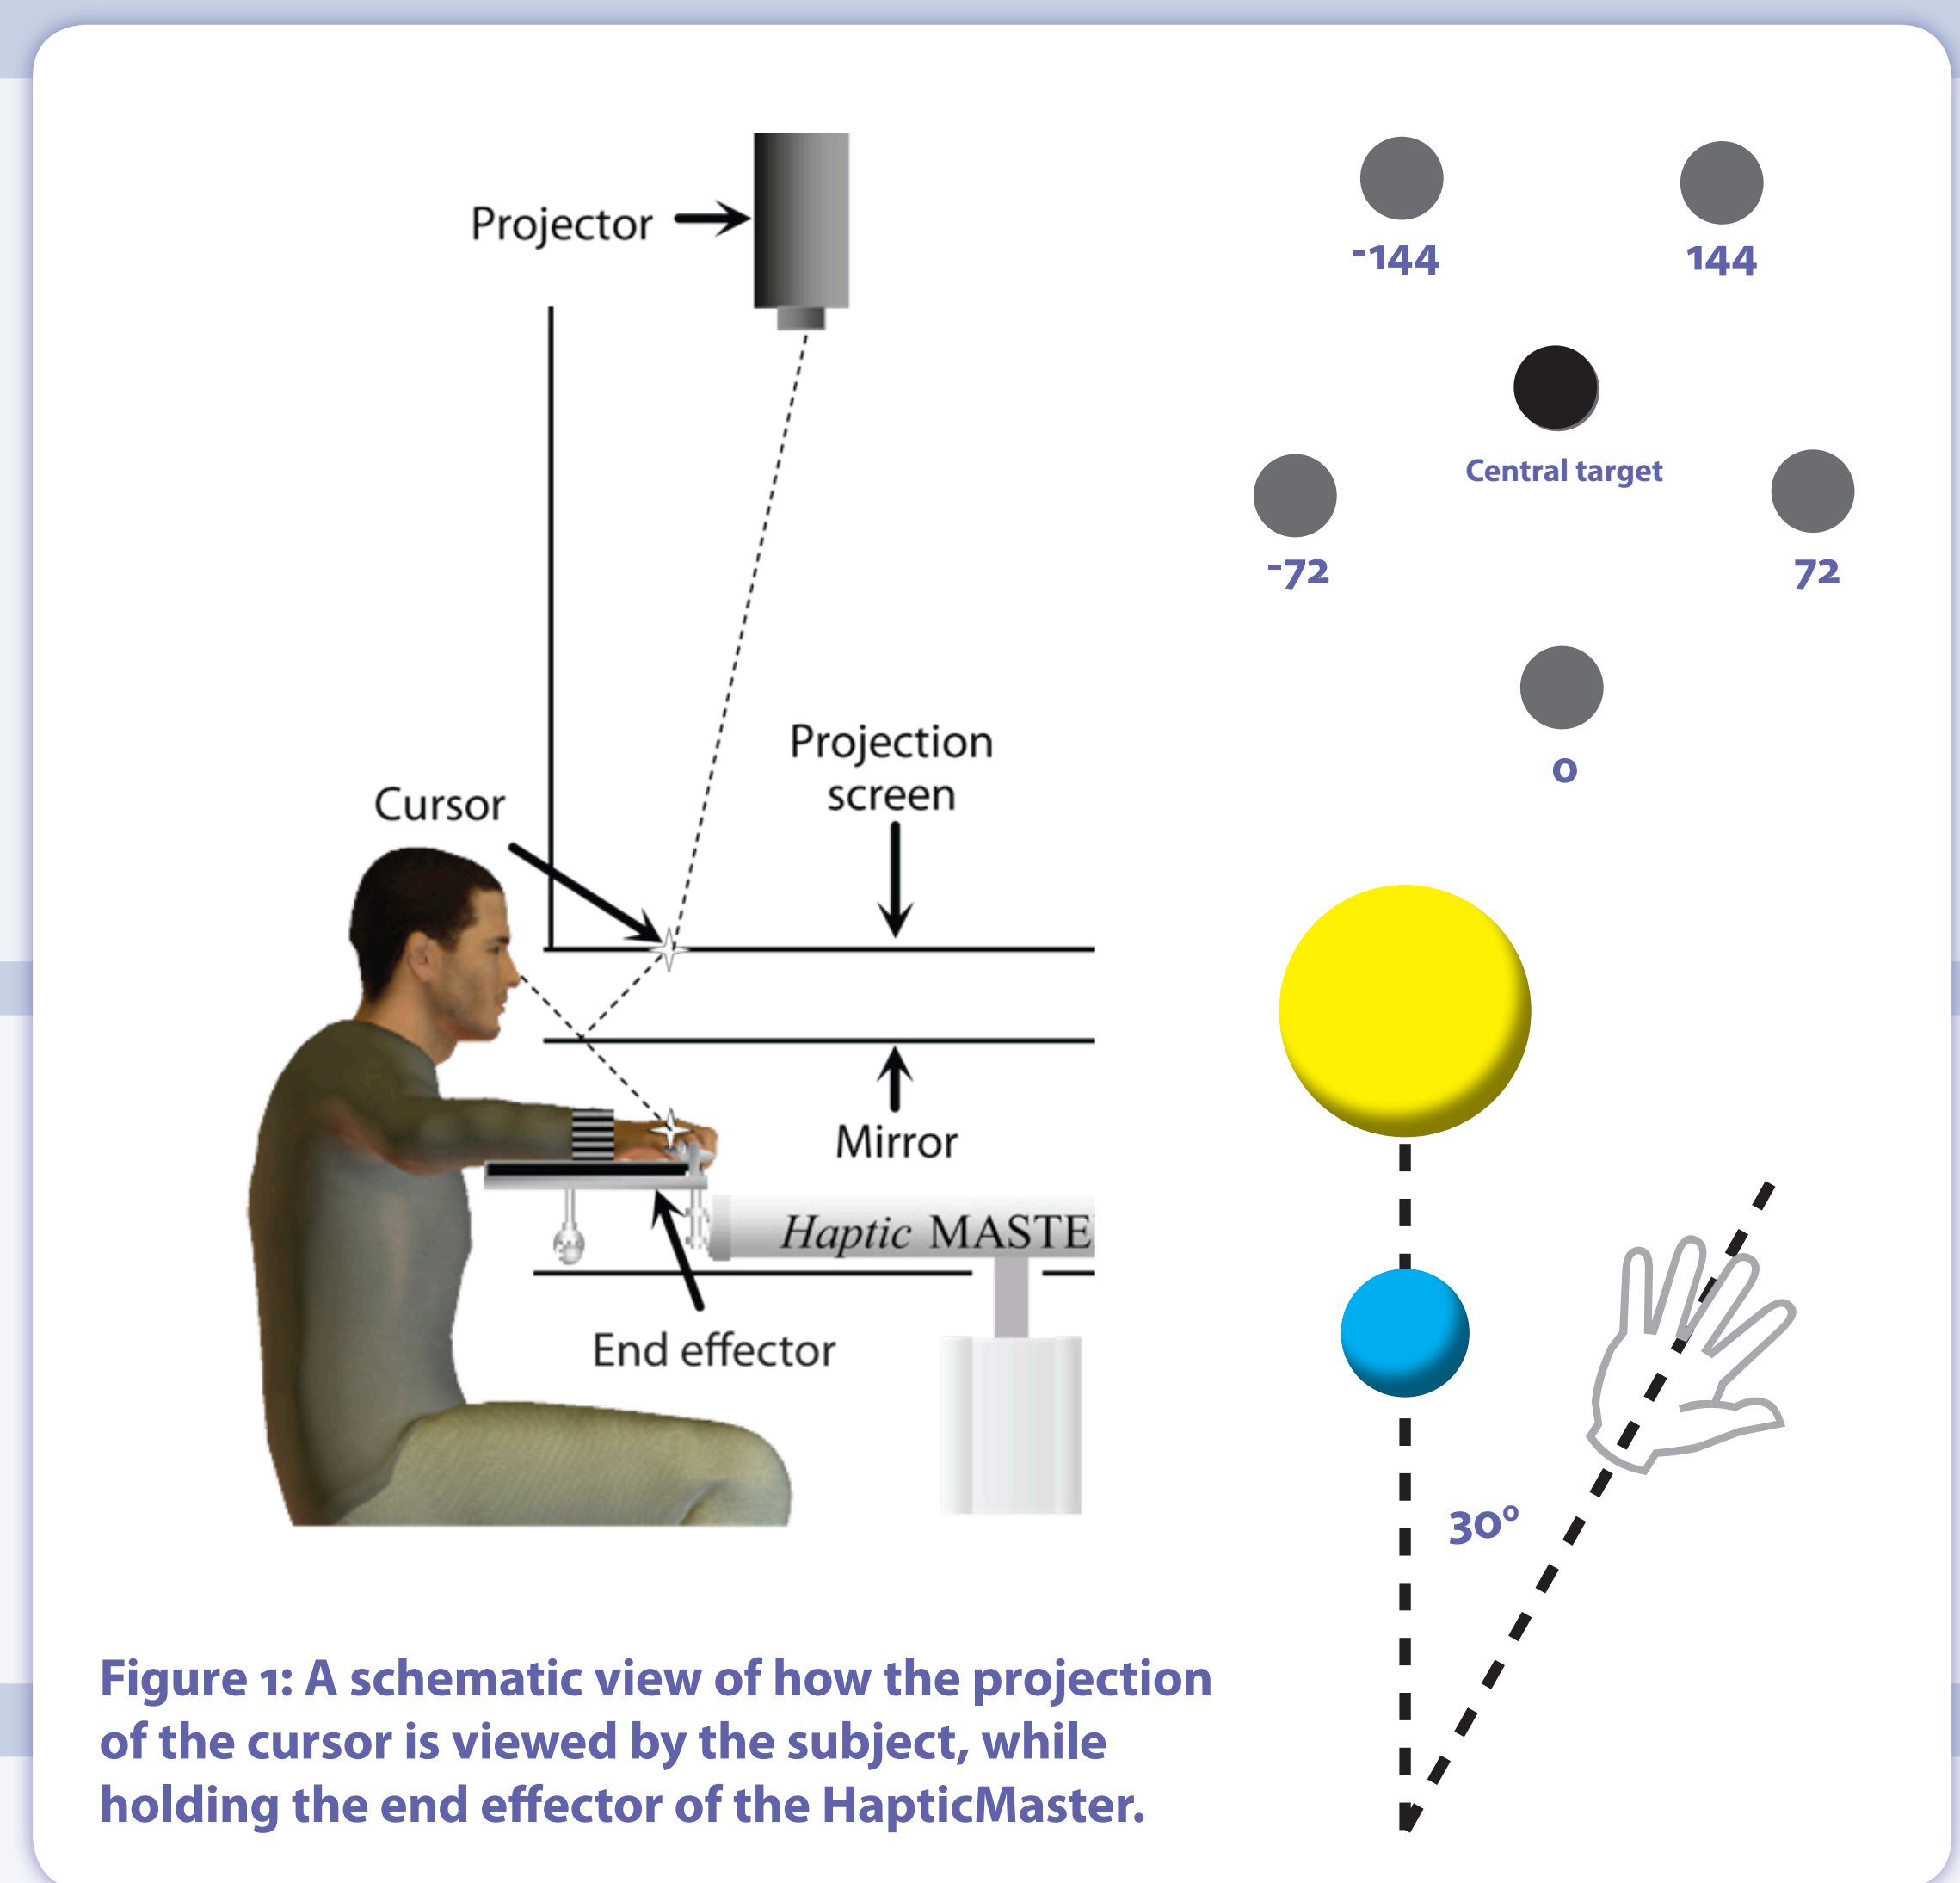 Projector
-144
144
Central target
-72
72
0
Projection
screen
Cursor
Mirror
Haptic MASTE
End effector
30º
Figure 1: A schematic view of how the projection
of the cursor is viewed by the subject, while
holding the end effector of the HapticMaster.